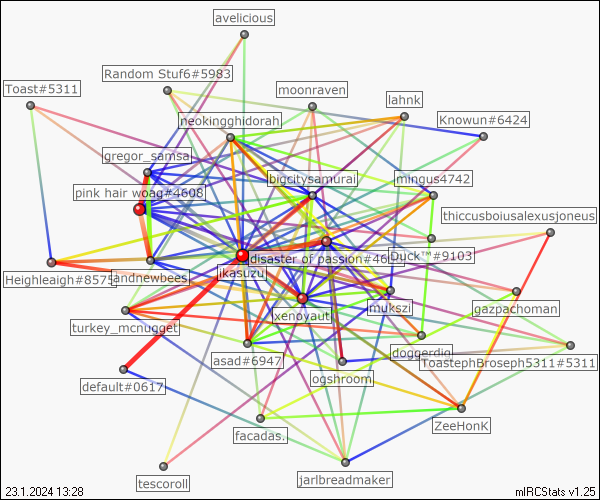 avelicious
Random Stuf6#5983
Toast#5311
moonraven
lahnk
Knowun#6424
neokingghidorah
gregor_samsa
bigcitysamurai
mingus4742
pink hair woag#4608
thiccusboiusalexusjoneus
disaster of passion#46
Duck™#9103
Heighleaigh#8575
landnewbees
ikasuzu
xenoyaut
mukszi
gazpachoman
turkey_mcnugget
asad#6947
doggerdin
ToastephBroseph5311#5311
default#0617
ogshroom
ZeeHonK
facadas.
tescoroll
jarlbreadmaker
23.1.2024 13:28
mIRCStats v1.25